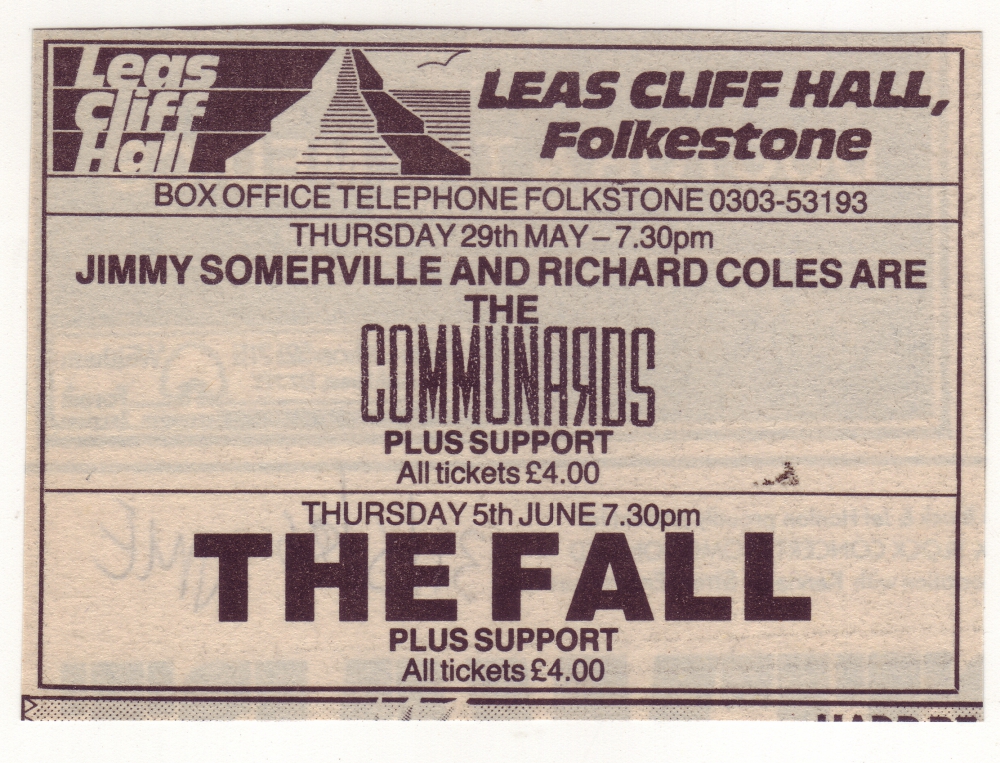 Leas
Cliff
Hall
LEAS CLIFF HALL,
Folkestone
BOX OFFICE TELEPHONE FOLKSTONE 0303-53193
THURSDAY 29th MAY – 7.30pm
JIMMY SOMERVILLE AND RICHARD COLES ARE
THE
COMMUNARDS
PLUS SUPPORT
All tickets £4.00
THURSDAY 5th JUNE 7.30pm
THE FALL
PLUS SUPPORT
All tickets £4.00